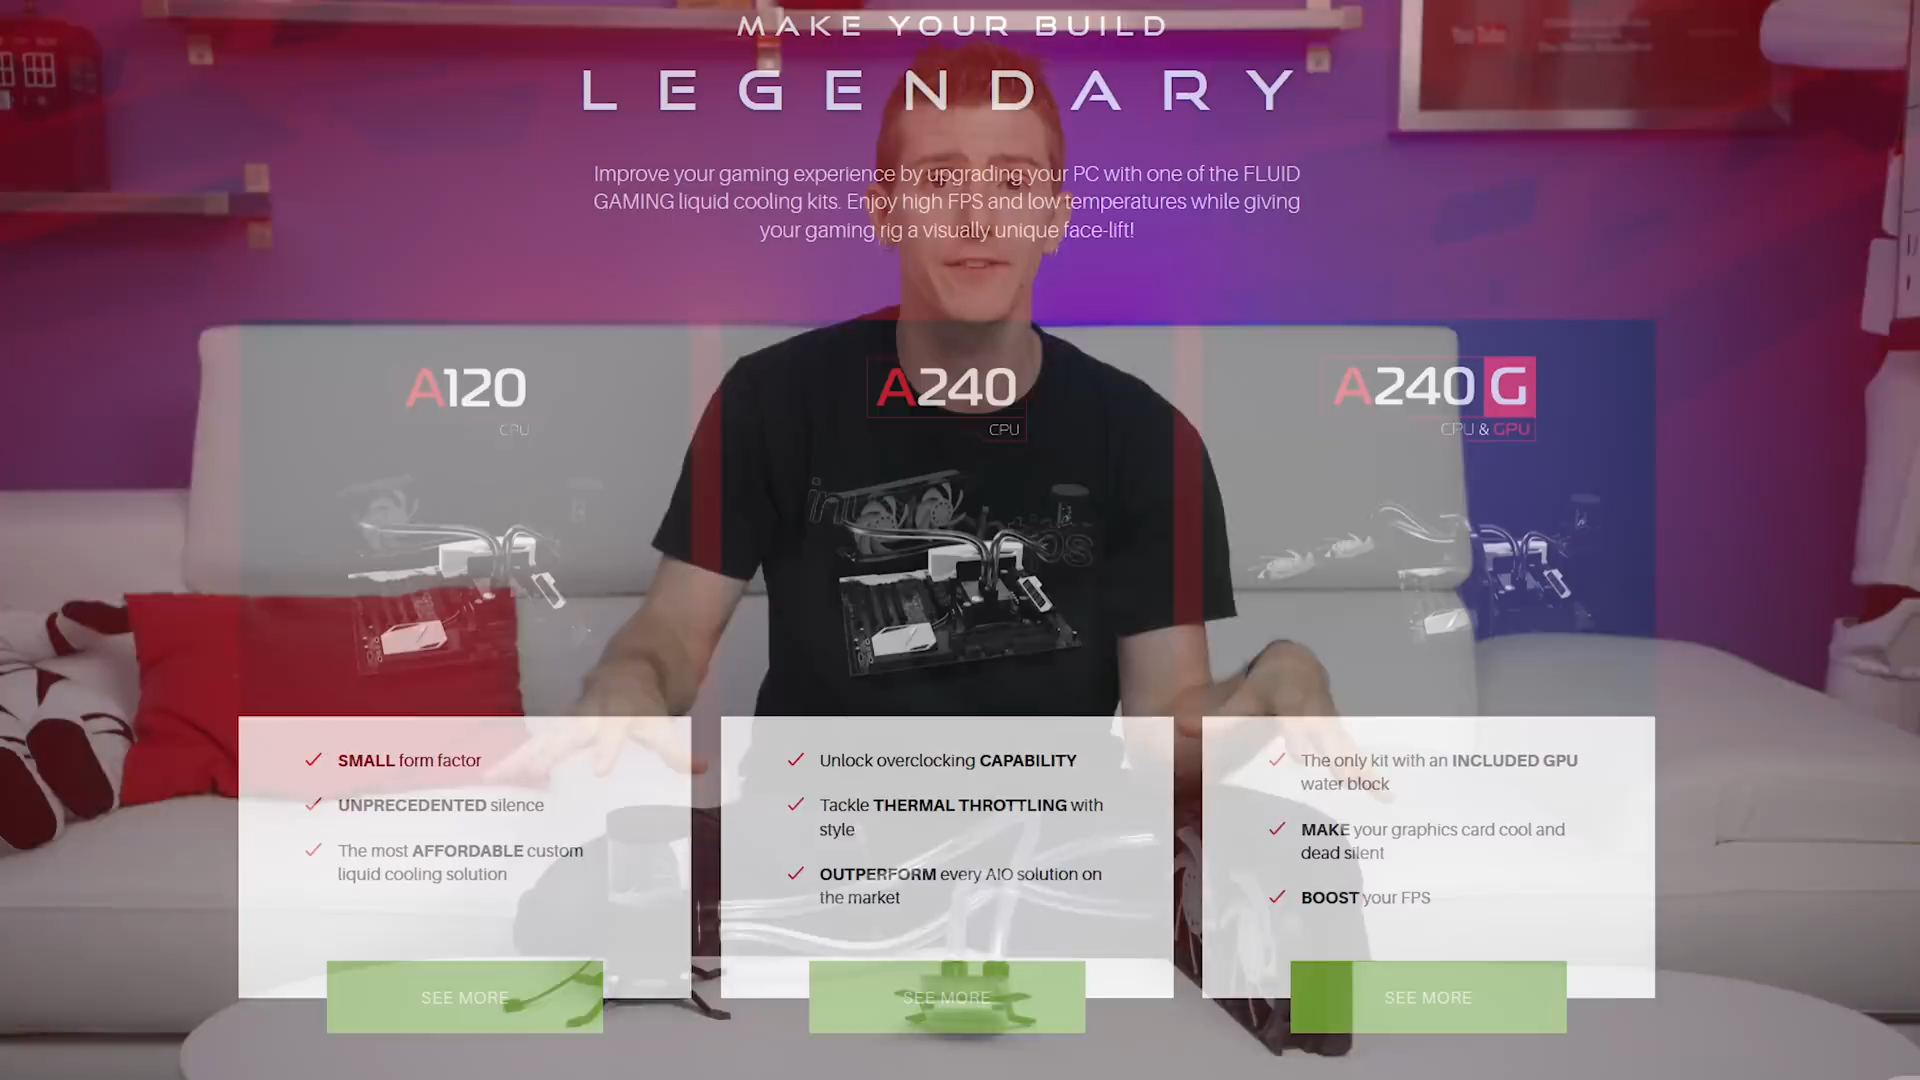 MAKE YOUR BUILD
LEGENDARY
Improve your gaming experience by upgrading your PC with one of the FLUID
GAMING liquid cooling kits. Enjoy high FPS and low temperatures while giving
your gaming rig a visually unique face-lift!
A120
CPU
A240
CPU
A240 G
CPU & GPU
SMALL form factor
UNPRECEDENTED silence
The most AFFORDABLE custom
liquid cooling solution
SEE MORE
Unlock overclocking CAPABILITY
Tackle THERMAL THROTTLING with
style
OUTPERFORM every AIO solution on
the market
SEE MORE
The only kit with an INCLUDED GPU
water block
MAKE your graphics card cool and
dead silent
BOOST your FPS
SEE MORE